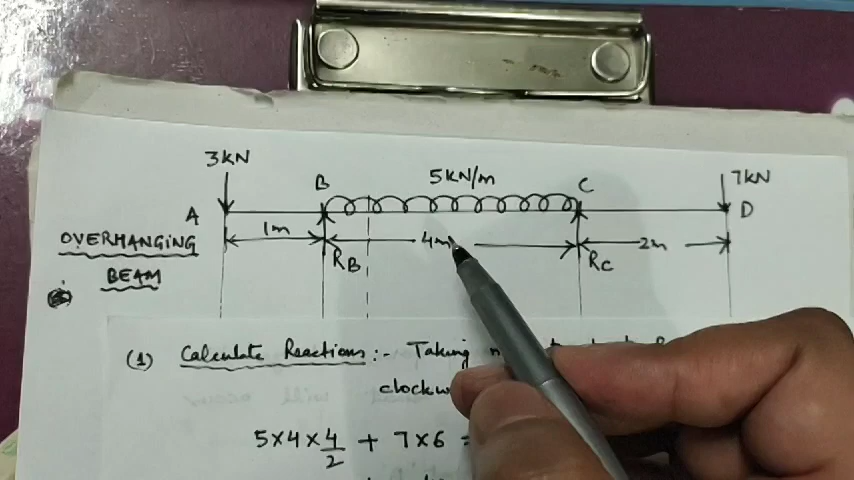 3kN
B
5KN/m
C
7KN
A
D
1m
4m
2m
OVERHANGING
BEAM
RB
RC
(1) Calculate Reactions:- Taking
clockw
5×4×4/2 + 7×6 =